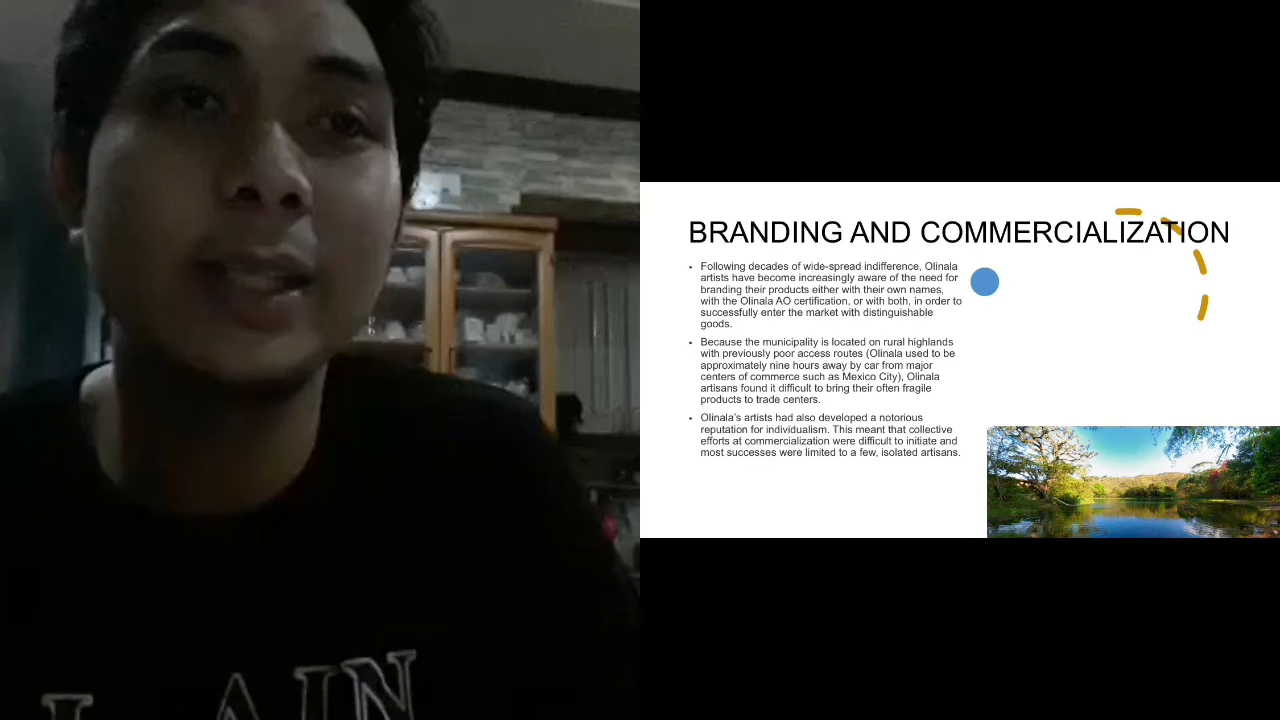 BRANDING AND COMMERCIALIZATION
• Following decades of wide-spread indifference, Olinala
artists have become increasingly aware of the need for
branding their products either with their own names,
with the Olinala AO certification, or with both, in order to
successfully enter the market with distinguishable
goods.
• Because the municipality is located on rural highlands
with previously poor access routes (Olinala used to be
approximately nine hours away by car from major
centers of commerce such as Mexico City), Olinala
artisans found it difficult to bring their often fragile
products to trade centers.
• Olinala's artists had also developed a notorious
reputation for individualism. This meant that collective
efforts at commercialization were difficult to initiate and
most successes were limited to a few, isolated artisans.